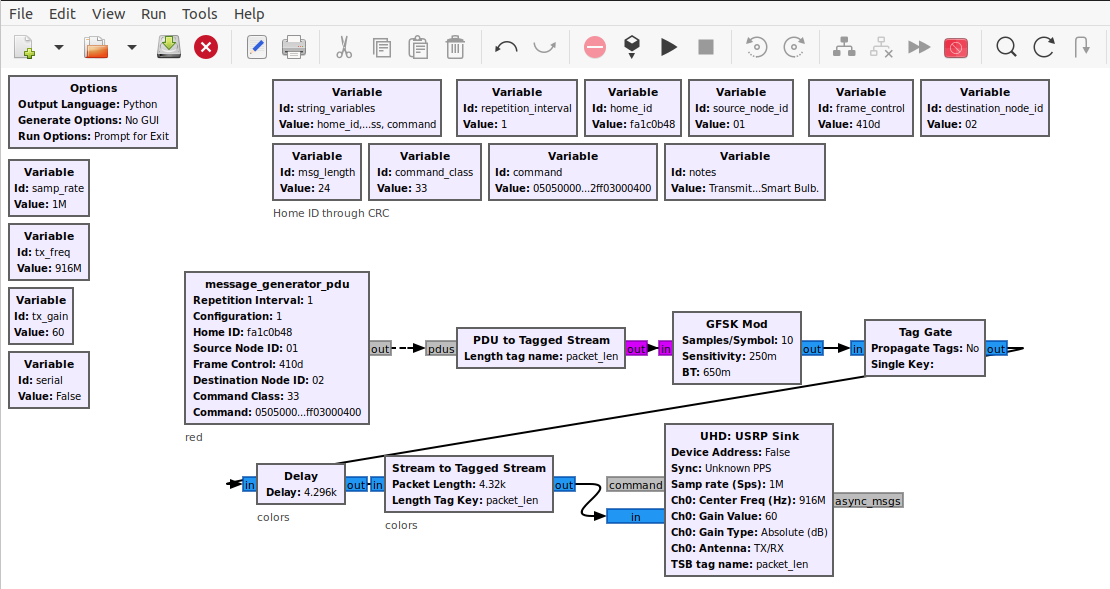 File Edit View Run Tools Help
Options
Output Language: Python
Generate Options: No GUI
Run Options: Prompt for Exit
Variable
Id: string_variables
Value: home_id,...ss, command
Variable
Id: repetition_interval
Value: 1
Variable
Id: home_id
Value: fa1c0b48
Variable
Id: source_node_id
Value: 01
Variable
Id: frame_control
Value: 410d
Variable
Id: destination_node_id
Value: 02
Variable
Id: samp_rate
Value: 1M
Variable
Id: msg_length
Value: 24
Variable
Id: command_class
Value: 33
Variable
Id: command
Value: 05050000...2ff03000400
Variable
Id: notes
Value: Transmit...Smart Bulb.
Home ID through CRC
Variable
Id: tx_freq
Value: 916M
Variable
Id: tx_gain
Value: 60
Variable
Id: serial
Value: False
message_generator_pdu
Repetition Interval: 1
Configuration: 1
Home ID: fa1c0b48
Source Node ID: 01
Frame Control: 410d
Destination Node ID: 02
Command Class: 33
Command: 0505000...ff03000400
out
red
pdus
PDU to Tagged Stream
Length tag name: packet_len
out
in
GFSK Mod
Samples/Symbol: 10
Sensitivity: 250m
BT: 650m
out
in
Tag Gate
Propagate Tags: No
Single Key:
out
in
Delay
Delay: 4.296k
out
colors
in
Stream to Tagged Stream
Packet Length: 4.32k
Length Tag Key: packet_len
out
colors
command
in
UHD: USRP Sink
Device Address: False
Sync: Unknown PPS
Samp rate (Sps): 1M
Ch0: Center Freq (Hz): 916M
Ch0: Gain Value: 60
Ch0: Gain Type: Absolute (dB)
Ch0: Antenna: TX/RX
TSB tag name: packet_len
async_msgs